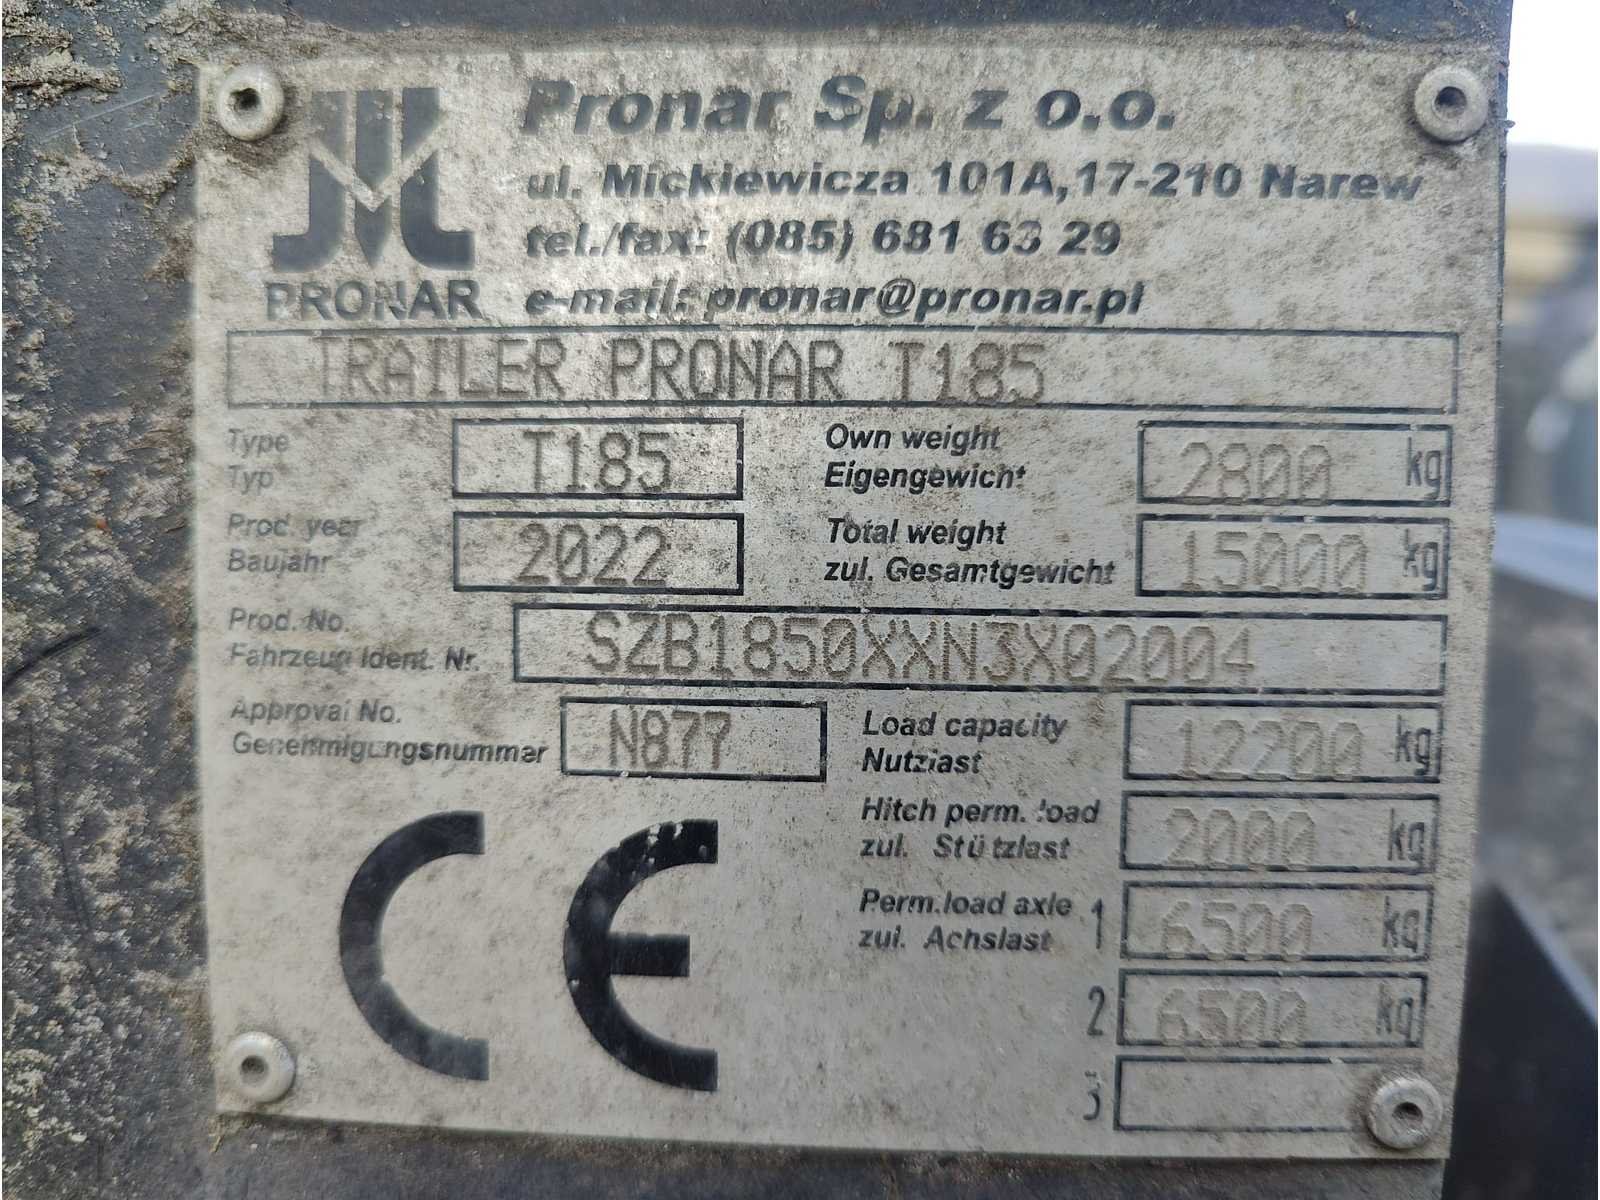 Pronar Sp. z o.o.
ul. Mickiewicza 101A,17-210 Narew
tel./fax: (085) 681 63 29
PRONAR e-mail: pronar@pronar.pl
TRAILER PRONAR T185
Type
Typ
T185
Own weight
Eigengewicht
2800 kg
Prod. year
Baujahr
2022
Total weight
zul. Gesamtgewicht
15000 kg
Prod. No.
Fahrzeug Ident. Nr.
SZB1850XXN3X02004
Approval No.
Genehmigungsnummer
N877
Load capacity
Nutzlast
12200 kg
Hitch perm. load
zul. Stützlast
2000 kg
Perm.load axle
zul. Achslast
1 6500 kg
2 6500 kg
3
CE